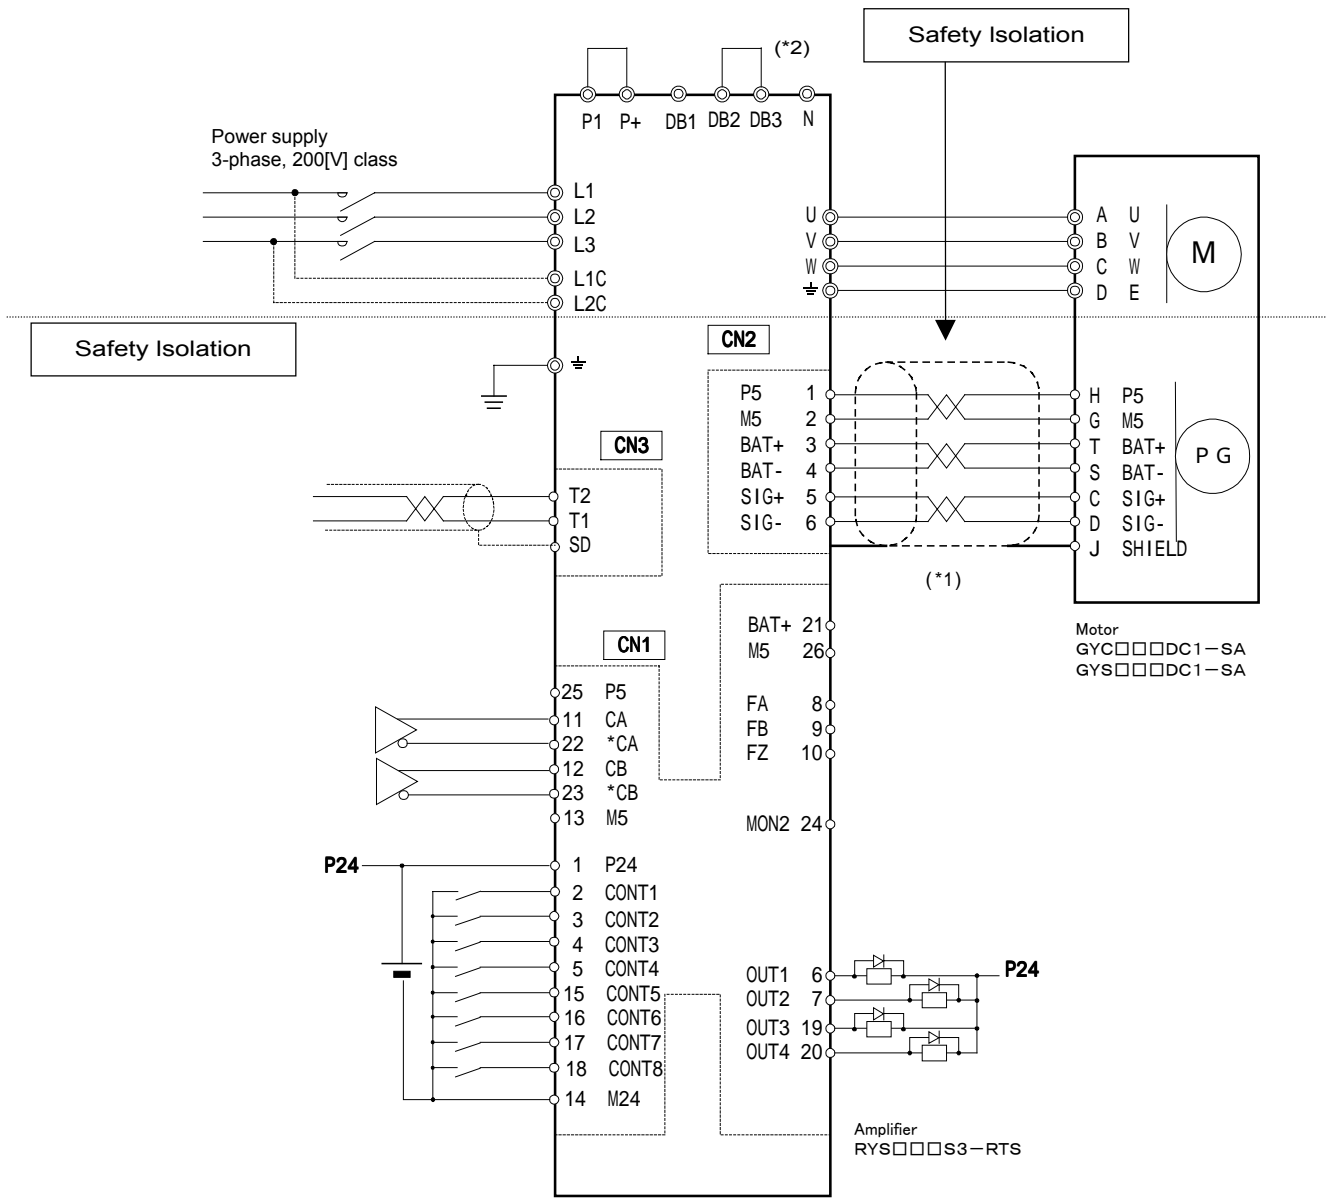 Safety Isolation
(*2)
P1 P+ DB1 DB2 DB3 N
Power supply
3-phase, 200[V] class
L1
L2
L3
L1C
L2C
U
V
W
A U
B V
C W
D E
M
Safety Isolation
CN2
P5 1
M5 2
BAT+ 3
BAT- 4
SIG+ 5
SIG- 6
H P5
G M5
T BAT+
S BAT-
C SIG+
D SIG-
J SHIELD
PG
(*1)
CN3
T2
T1
SD
Motor
GYC□□□DC1-SA
GYS□□□DC1-SA
CN1
25 P5
11 CA
22 *CA
12 CB
23 *CB
13 M5
BAT+ 21
M5 26
FA 8
FB 9
FZ 10
MON2 24
P24
1 P24
2 CONT1
3 CONT2
4 CONT3
5 CONT4
15 CONT5
16 CONT6
17 CONT7
18 CONT8
14 M24
OUT1 6
OUT2 7
OUT3 19
OUT4 20
P24
Amplifier
RYS□□□S3-RTS